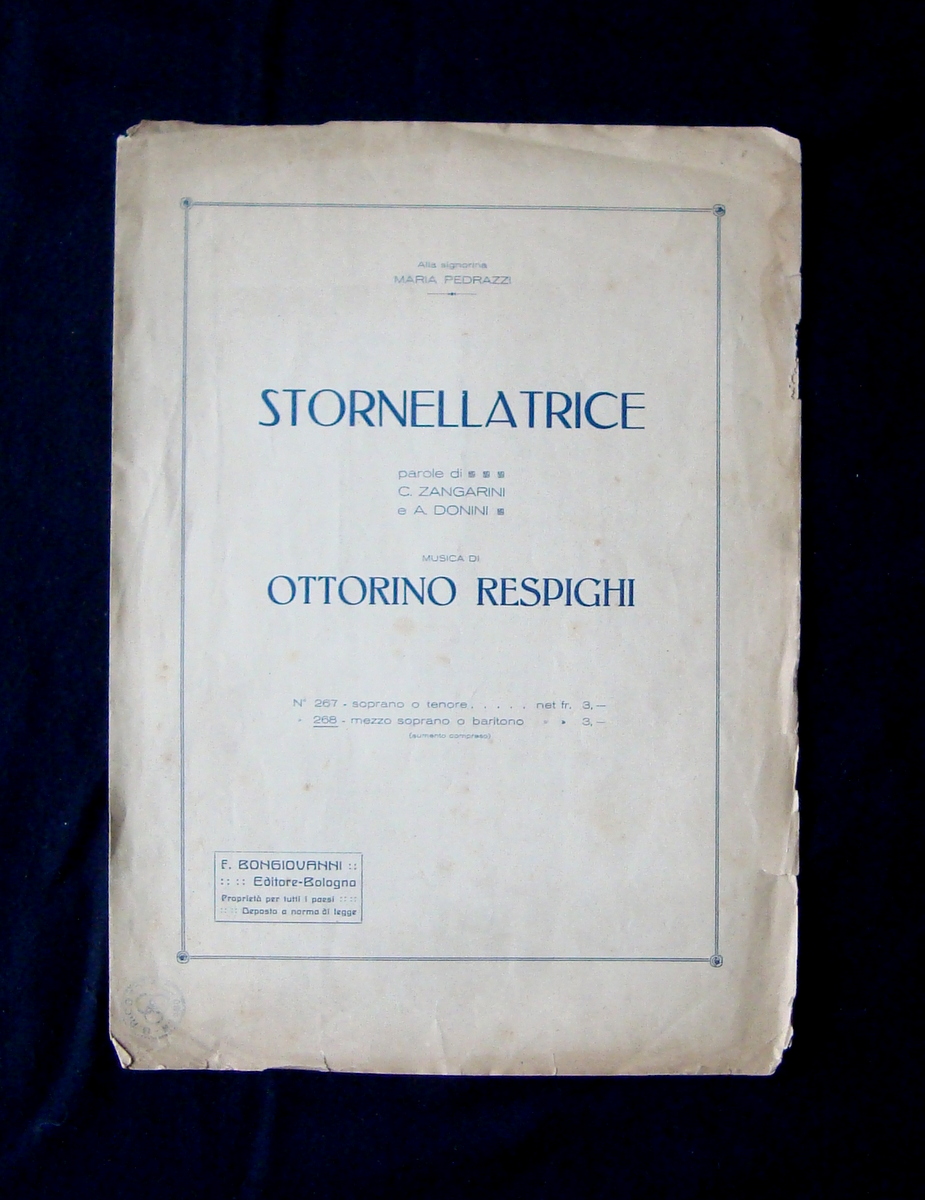 Alla signorina
MARIA PEDRAZZI
STORNELLATRICE
parole di
C. ZANGARINI
e A. DONINI
MUSICA DI
OTTORINO RESPIGHI
N° 267 - soprano o tenore . . . . . net fr. 3, —
" 268 - mezzo soprano o baritono " " 3, —
(aumento compreso)
F. BONGIOVANNI ::
:: :: Editore-Bologna
Proprietà per tutti i paesi :: ::
:: :: Deposto a norma di legge